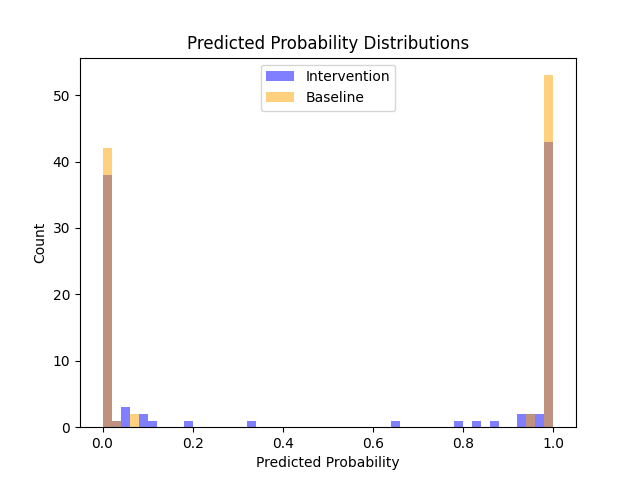 Predicted Probability Distributions
Intervention
Baseline
Count
50
40
30
20
10
0
0.0 0.2 0.4 0.6 0.8 1.0
Predicted Probability